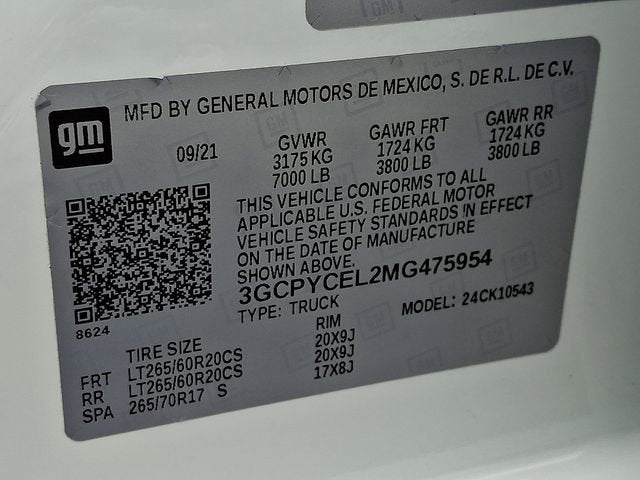 MFD BY GENERAL MOTORS DE MEXICO, S. DE R.L. DE C.V.
gm
09/21 GVWR GAWR FRT GAWR RR
3175 KG 1724 KG 1724 KG
7000 LB 3800 LB 3800 LB
THIS VEHICLE CONFORMS TO ALL
APPLICABLE U.S. FEDERAL MOTOR
VEHICLE SAFETY STANDARDS IN EFFECT
ON THE DATE OF MANUFACTURE
SHOWN ABOVE.
3GCPYCEL2MG475954
8624
TYPE: TRUCK MODEL: 24CK10543
TIRE SIZE RIM
FRT LT265/60R20CS 20X9J
RR LT265/60R20CS 20X9J
SPA 265/70R17 S 17X8J